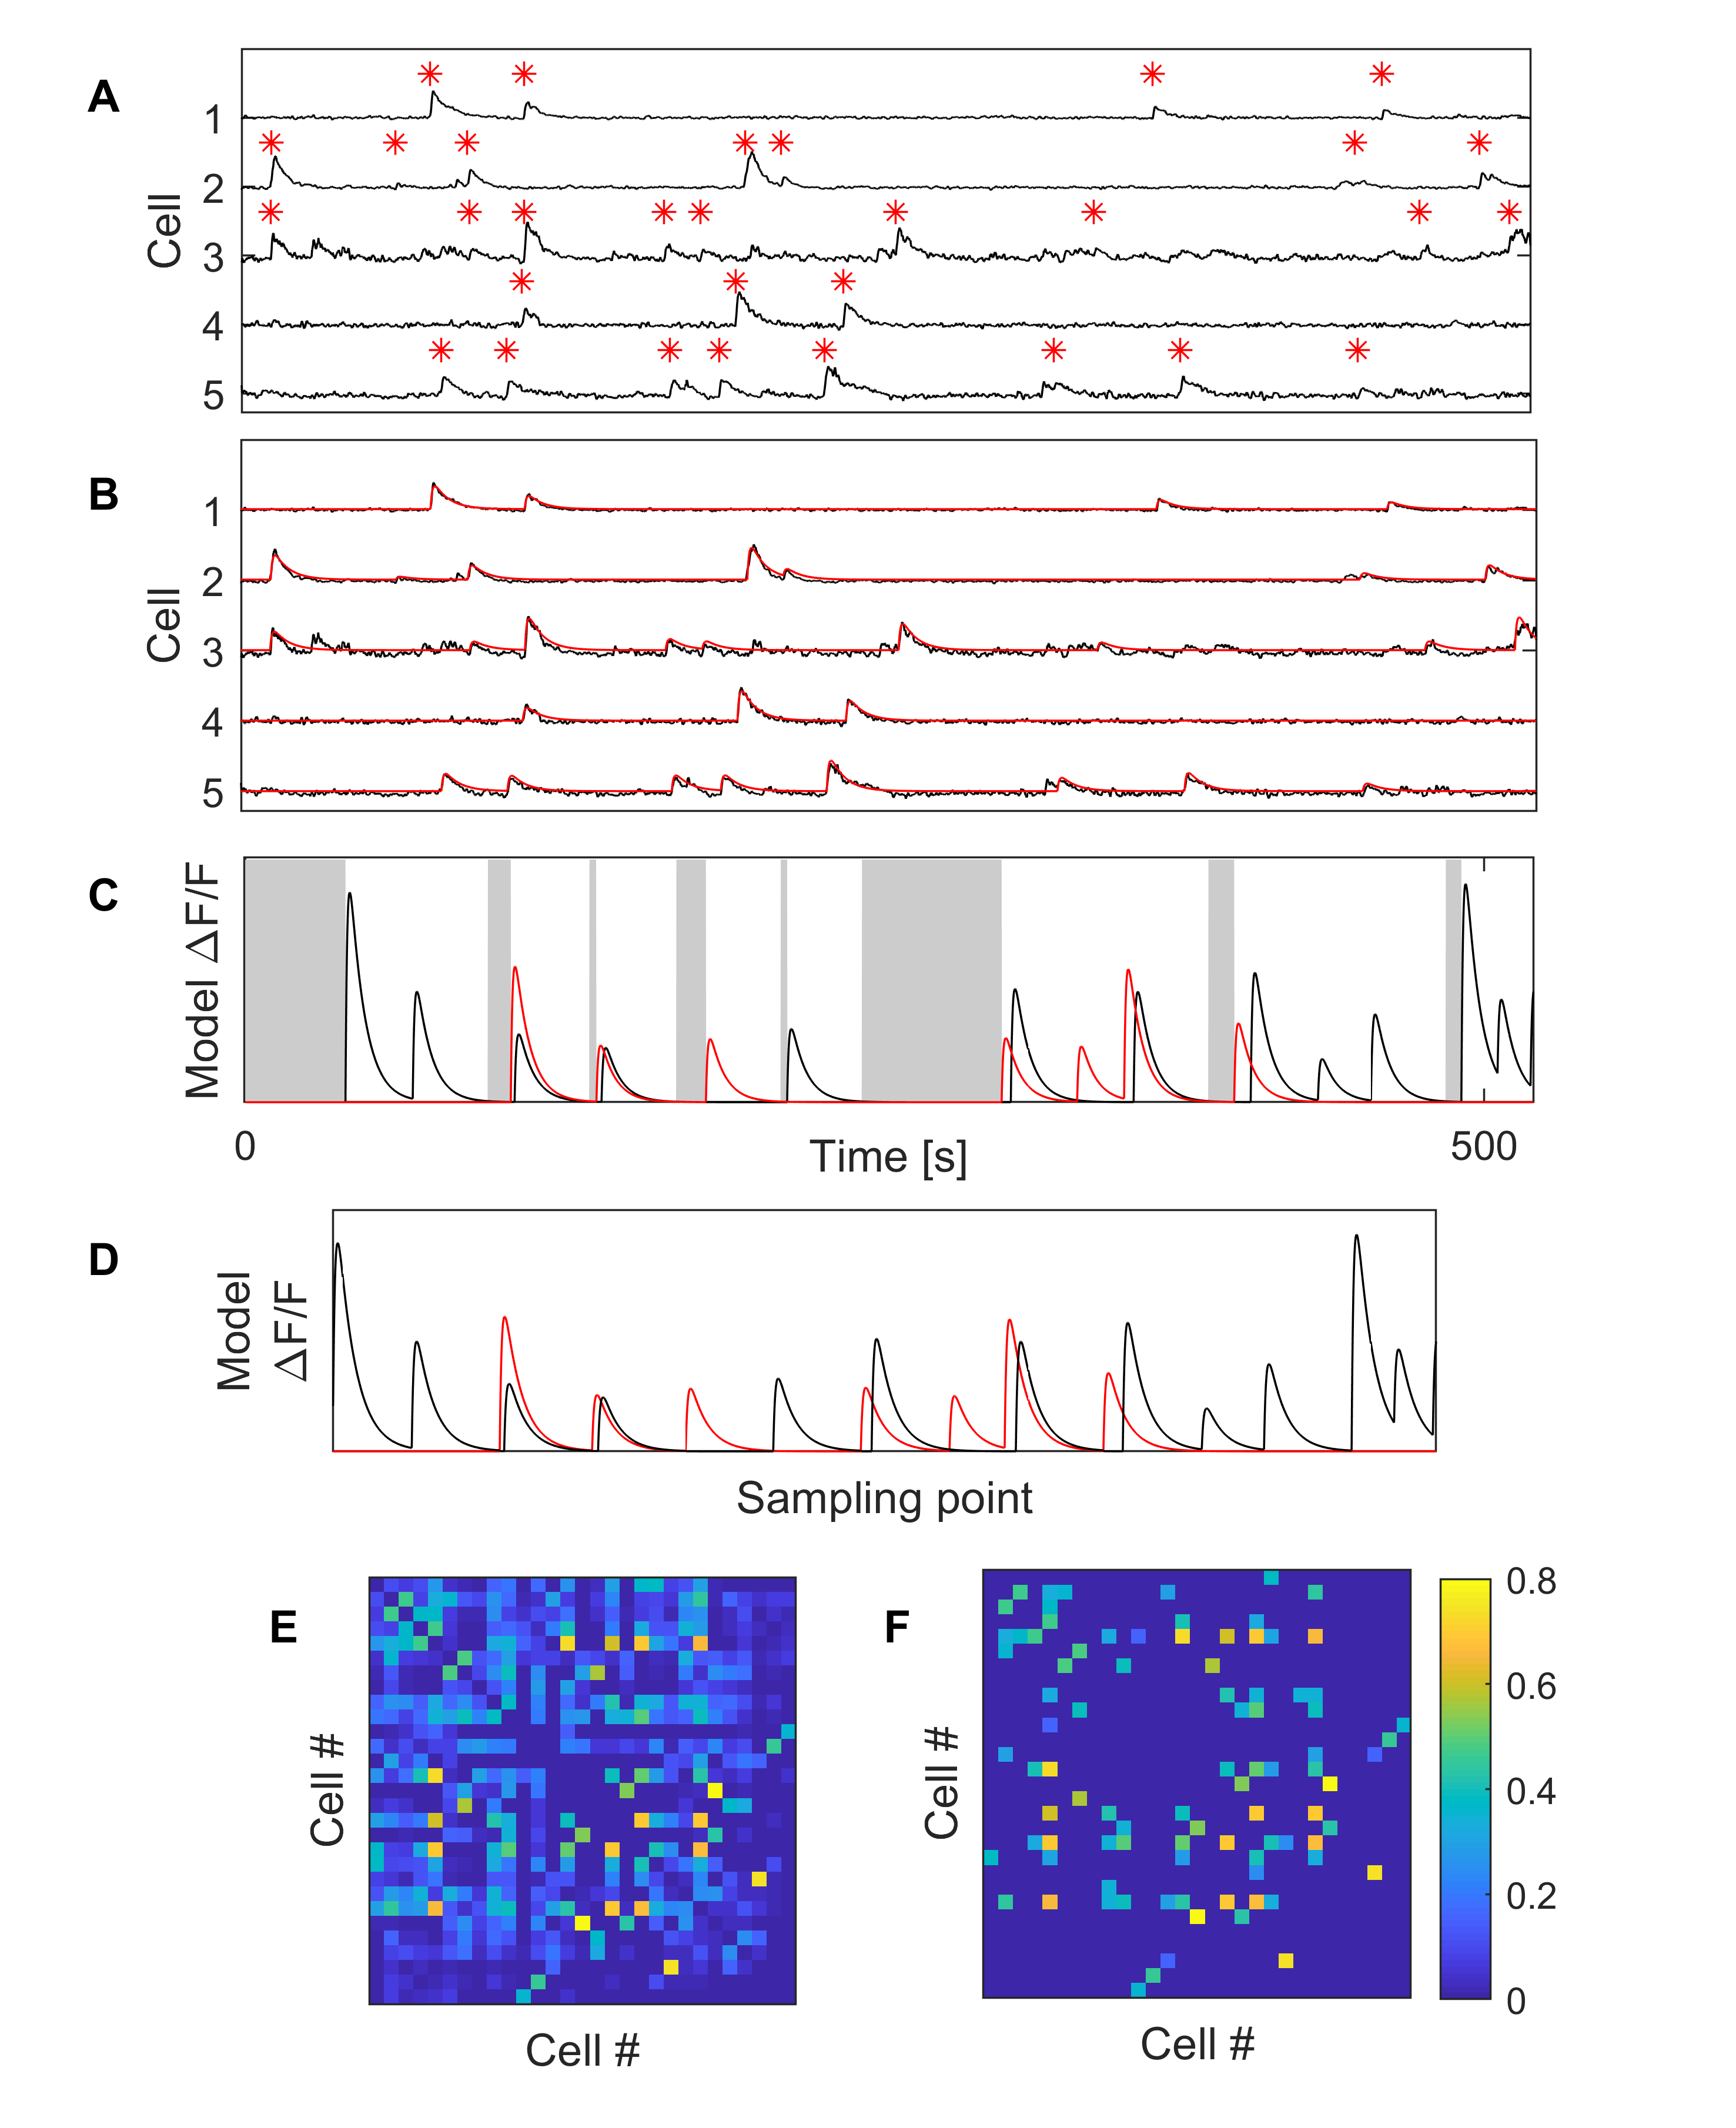 A
Cell
1
2
3
4
5
B
Cell
1
2
3
4
5
C
Model ΔF/F
0
500
Time [s]
D
Model
ΔF/F
Sampling point
E
Cell #
Cell #
F
Cell #
Cell #
0.8
0.6
0.4
0.2
0